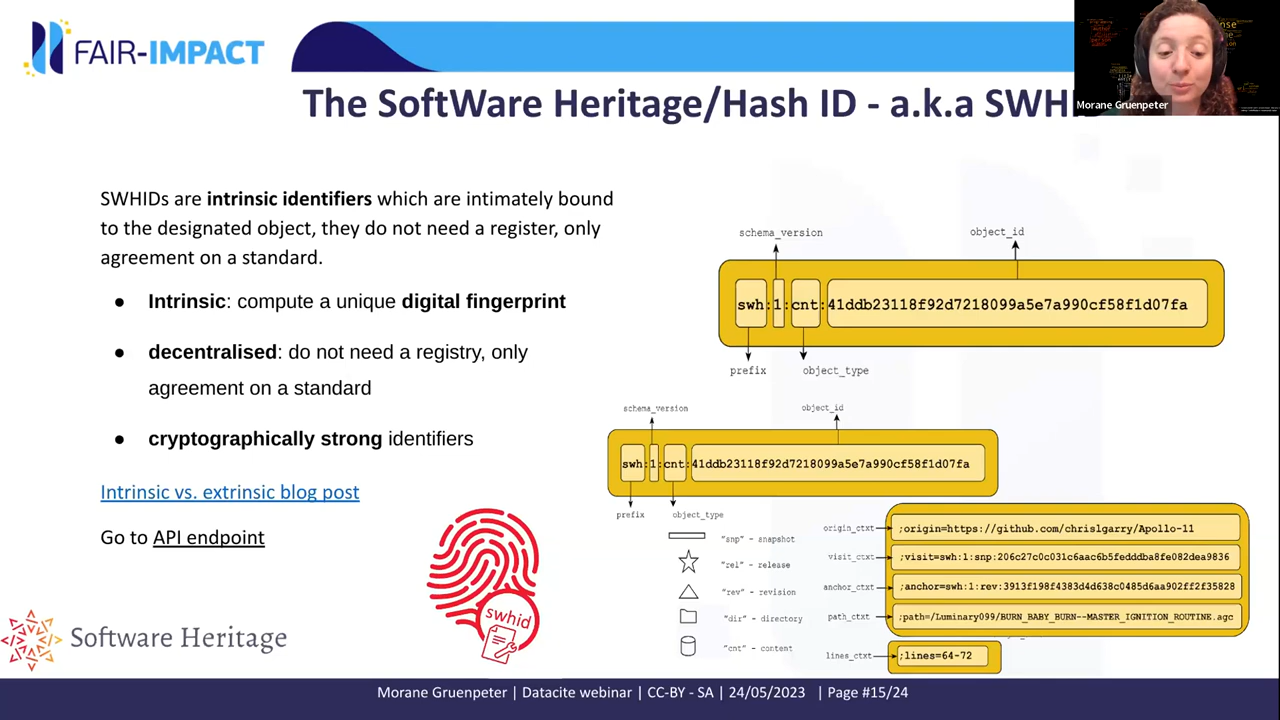 FAIR-IMPACT
The SoftWare Heritage/Hash ID - a.k.a SWH
Morane Gruenpeter
SWHIDs are intrinsic identifiers which are intimately bound
to the designated object, they do not need a register, only
agreement on a standard.
● Intrinsic: compute a unique digital fingerprint
● decentralised: do not need a registry, only
agreement on a standard
● cryptographically strong identifiers
Intrinsic vs. extrinsic blog post
Go to API endpoint
swhid
Software Heritage
schema_version
object_id
swh:1:cnt:41ddb23118f92d7218099a5e7a990cf58f1d07fa
prefix
object_type
schema_version
object_id
swh:1:cnt:41ddb23118f92d7218099a5e7a990cf58f1d07fa
prefix
object_type
"snp" - snapshot
"rel" - release
"rev" - revision
"dir" - directory
"cnt" - content
origin_ctxt
;origin=https://github.com/chrislgarry/Apollo-11
visit_ctxt
;visit=swh:1:snp:206c27c0c031c6aac6b5fedddba8fe082dea9836
anchor_ctxt
;anchor=swh:1:rev:3913f198f4383d4d638c0485d6aa902ff2f35828
path_ctxt
;path=/Luminary099/BURN_BABY_BURN--MASTER_IGNITION_ROUTINE.agc
lines_ctxt
;lines=64-72
Morane Gruenpeter | Datacite webinar | CC-BY - SA | 24/05/2023 | Page #15/24